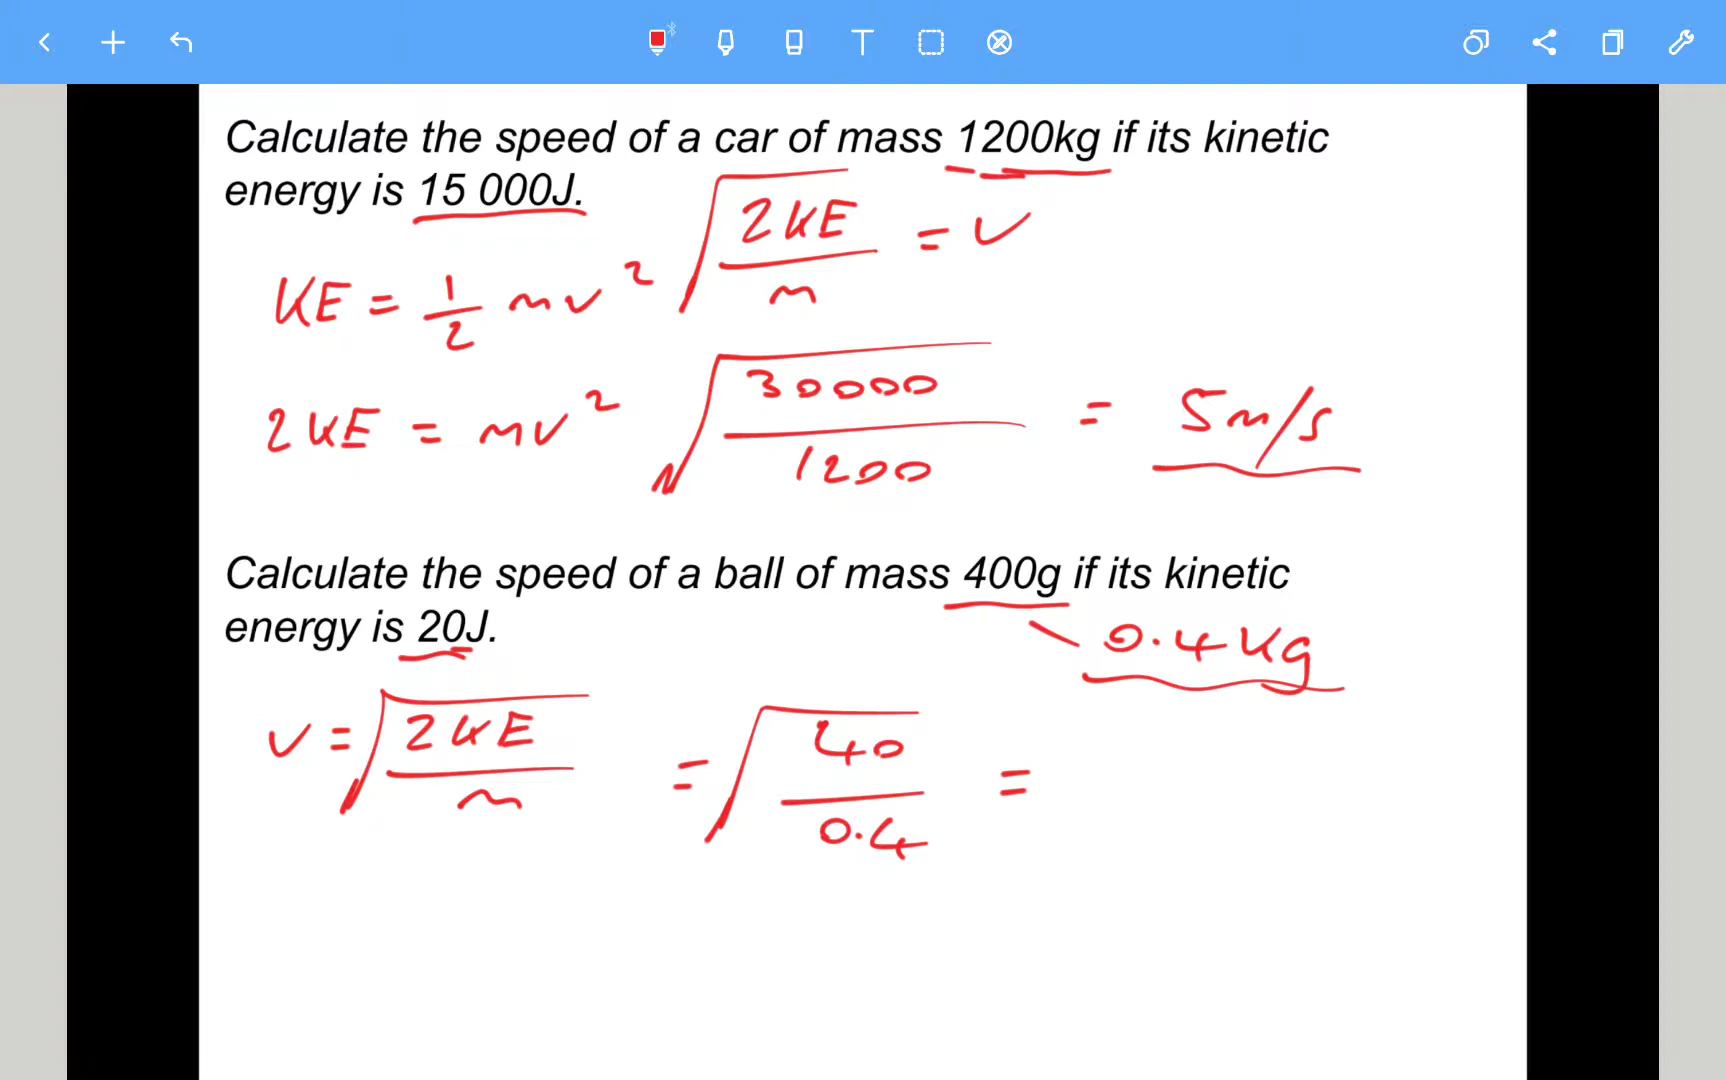 Calculate the speed of a car of mass 1200kg if its kinetic
energy is 15 000J.
√(2KE/m) = v
KE = 1/2 mv²
2KE = mv²
√(30000/1200) = 5m/s
Calculate the speed of a ball of mass 400g if its kinetic
energy is 20J.
0.4kg
v = √(2KE/m) = √(40/0.4) =